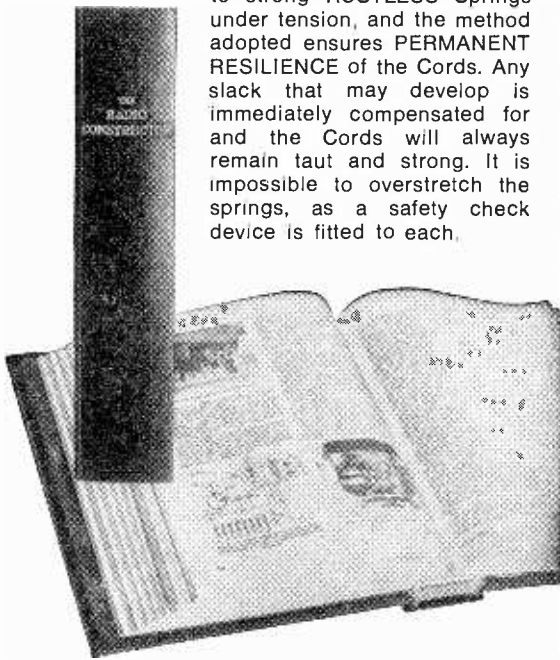 to strong RUSTLESS Springs
under tension, and the method
adopted ensures PERMANENT
RESILIENCE of the Cords. Any
slack that may develop is
immediately compensated for
and the Cords will always
remain taut and strong. It is
impossible to overstretch the
springs, as a safety check
device is fitted to each.
RADIO
CONSTRUCTOR